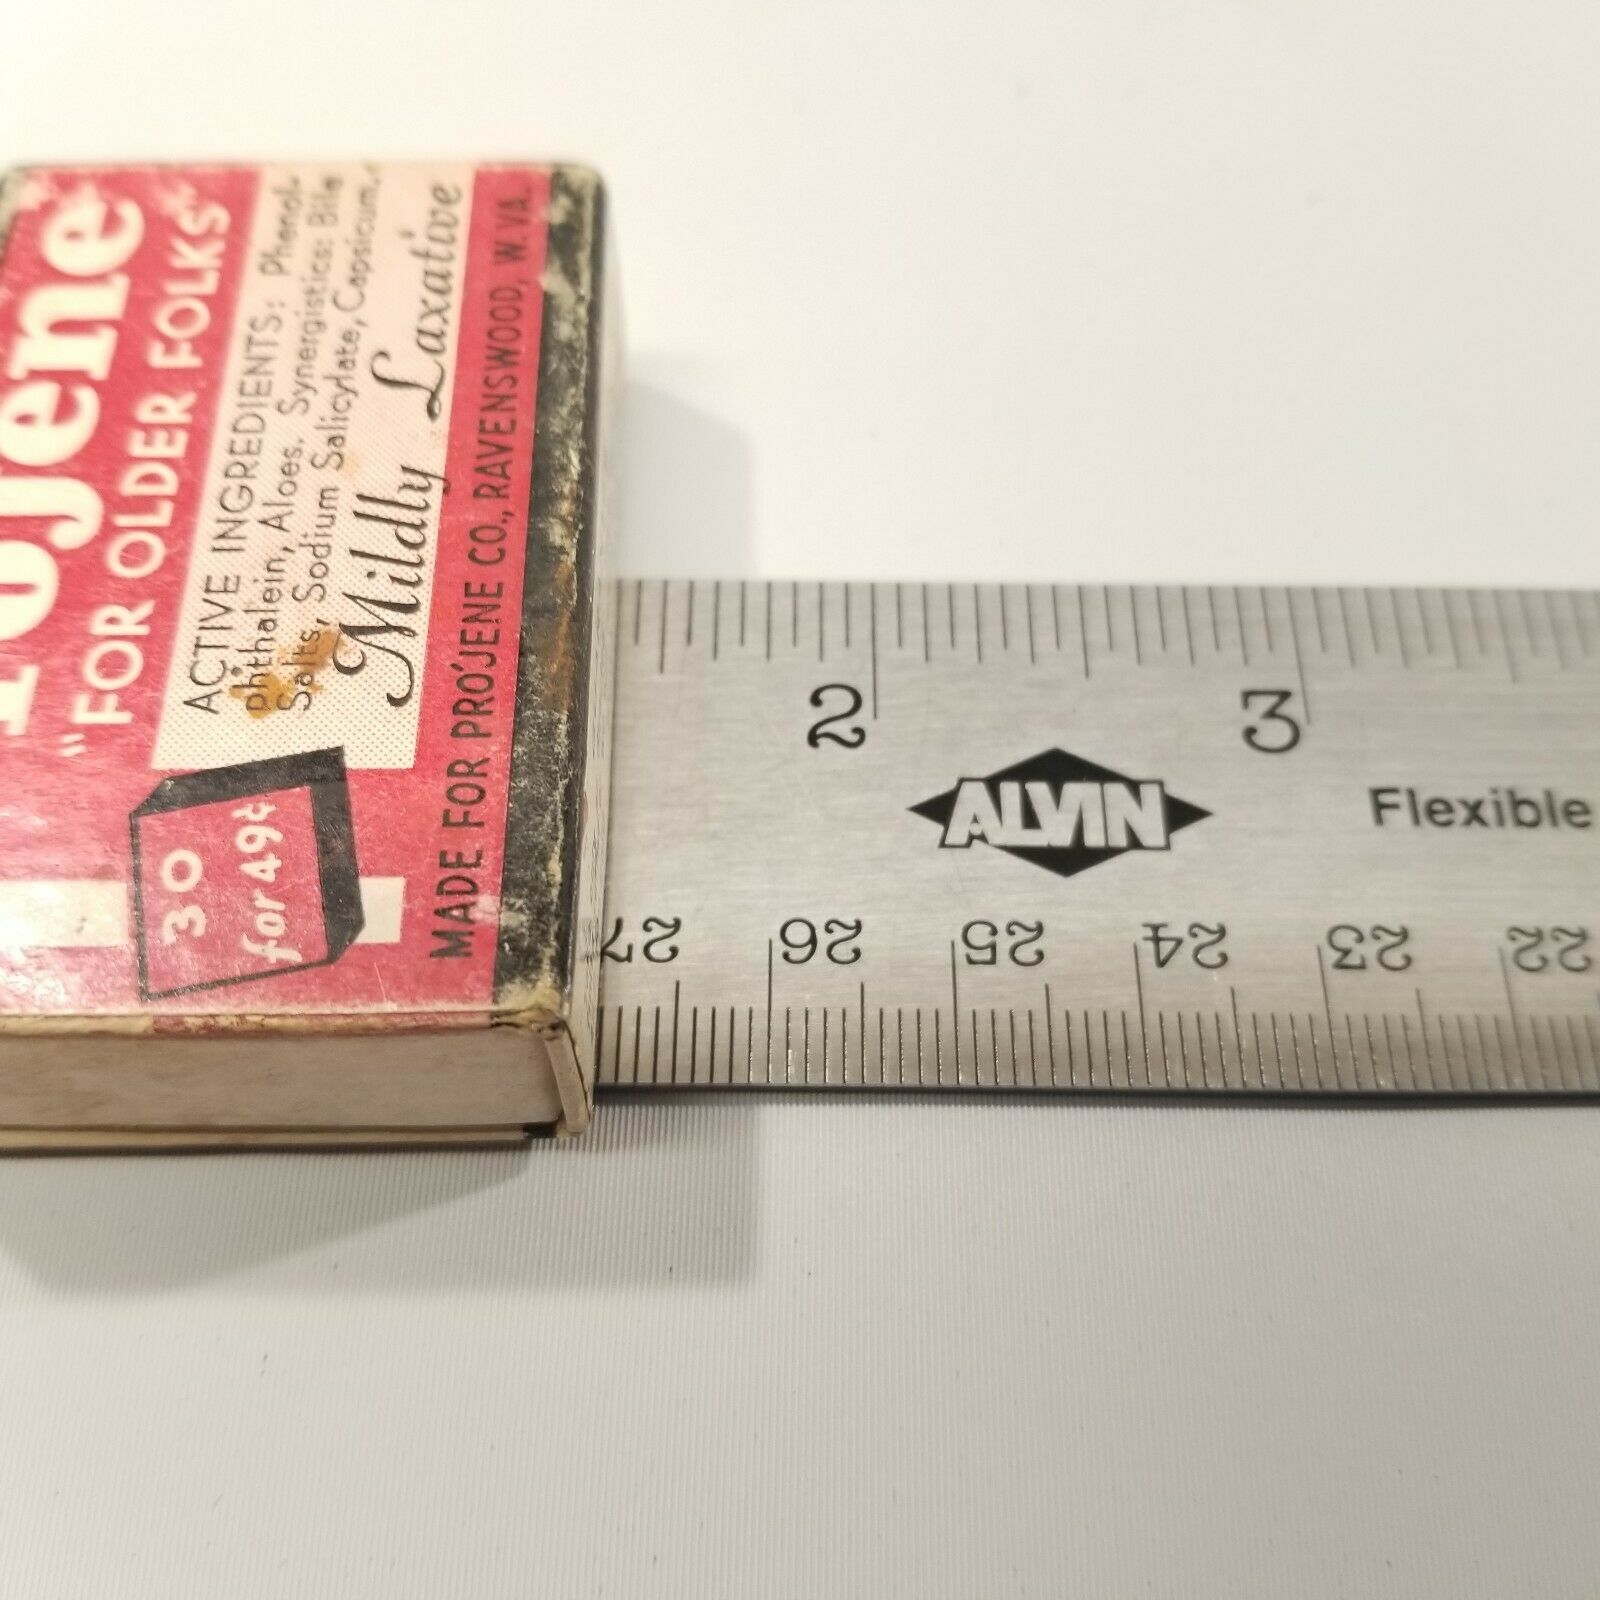 rojene
"FOR OLDER FOLKS"
ACTIVE INGREDIENTS: Phenol-
phthalein, Aloes. Synergistics: Bile
Salts, Sodium Salicylate, Capsicum.
Mildly Laxative
MADE FOR PRO'JENE CO., RAVENSWOOD, W. VA.
30
for 49¢
2
3
ALVIN
Flexible
27 26 25 24 23 22